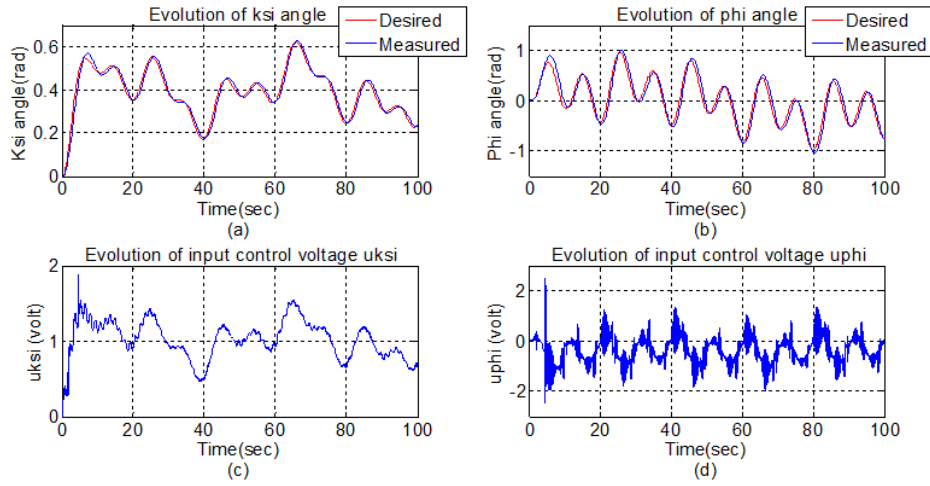 Evolution of ksi angle
Desired
Measured
Ksi angle(rad)
0.6
0.4
0.2
0
0 20 40 60 80 100
Time(sec)
(a)
Evolution of phi angle
Desired
Measured
Phi angle(rad)
1
0
-1
0 20 40 60 80 100
Time(sec)
(b)
Evolution of input control voltage uksi
uksi (volt)
2
1
0
0 20 40 60 80 100
Time(sec)
(c)
Evolution of input control voltage uphi
uphi (volt)
2
0
-2
0 20 40 60 80 100
Time(sec)
(d)